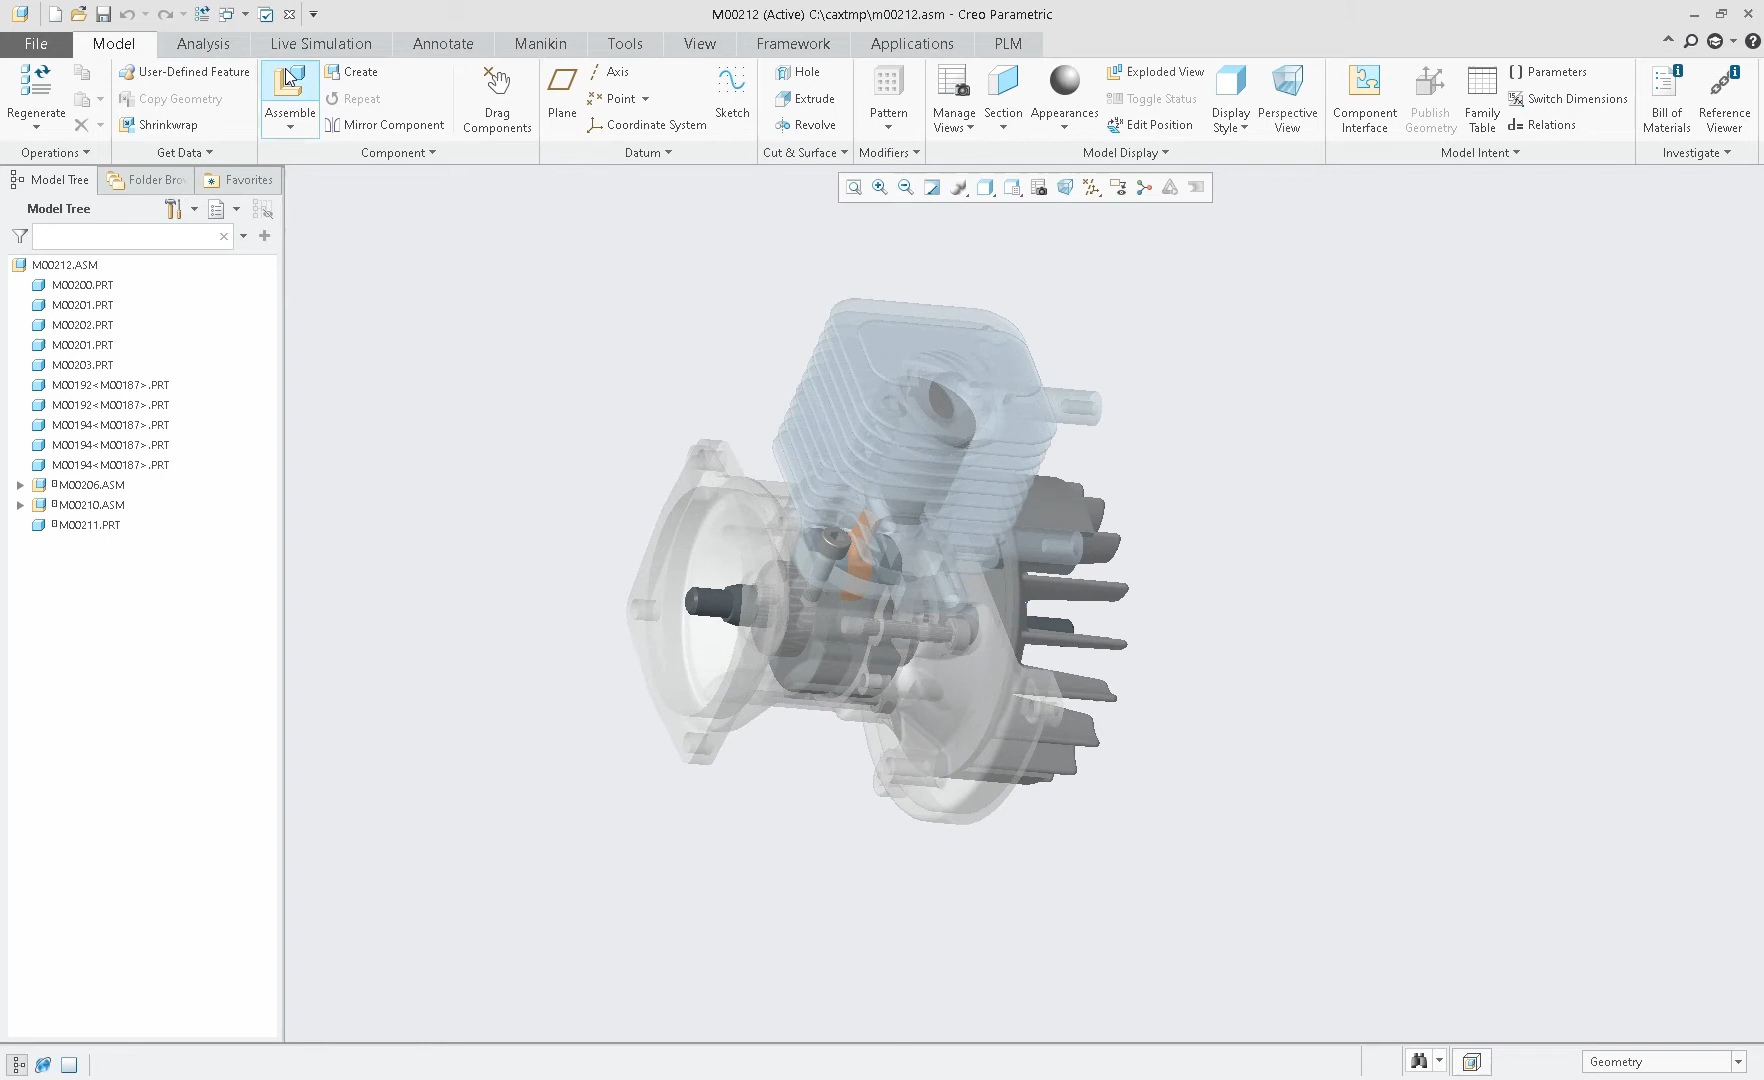 M00212 (Active) C:\caxtmp\m00212.asm - Creo Parametric
File Model Analysis Live Simulation Annotate Manikin Tools View Framework Applications PLM
Regenerate
Operations
User-Defined Feature
Copy Geometry
Shrinkwrap
Get Data
Assemble
Create
Repeat
Mirror Component
Drag
Components
Component
Plane
Axis
Point
Coordinate System
Sketch
Datum
Hole
Extrude
Revolve
Cut & Surface
Pattern
Modifiers
Manage
Views
Section
Appearances
Exploded View
Toggle Status
Edit Position
Display
Style
Perspective
View
Model Display
Component
Interface
Publish
Geometry
Family
Table
Parameters
Switch Dimensions
Relations
Model Intent
Bill of
Materials
Reference
Viewer
Investigate
Model Tree Folder Bro Favorites
Model Tree
M00212.ASM
M00200.PRT
M00201.PRT
M00202.PRT
M00201.PRT
M00203.PRT
M00192<M00187>.PRT
M00192<M00187>.PRT
M00194<M00187>.PRT
M00194<M00187>.PRT
M00194<M00187>.PRT
M00206.ASM
M00210.ASM
M00211.PRT
Geometry